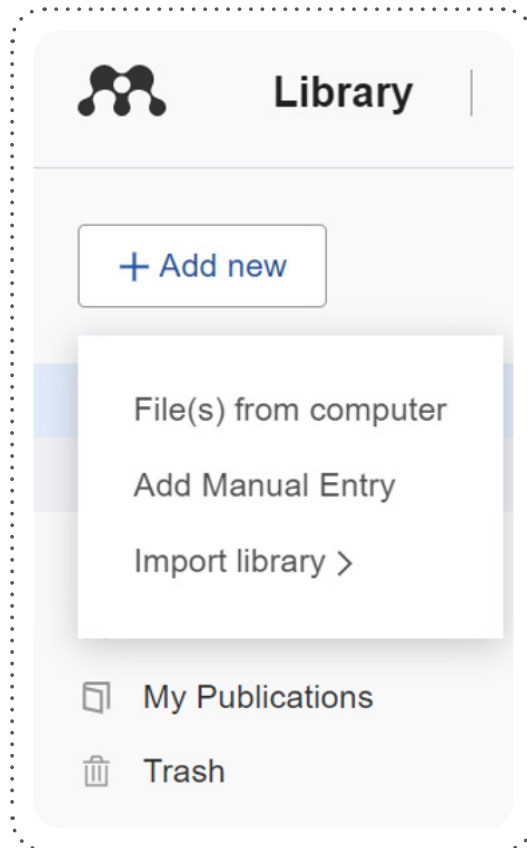 Library
+ Add new
File(s) from computer
Add Manual Entry
Import library >
My Publications
Trash